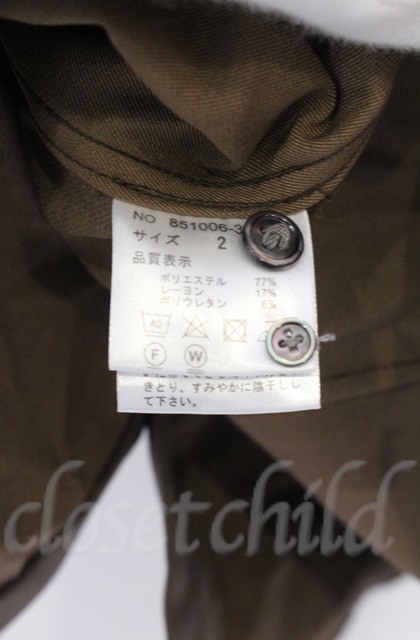 NO 851006-3
サイズ 2
品質表示
ポリエステル 77%
レーヨン 17%
ポリウレタン 6%
40
F W
きとり、すみやかに陰干しし
て下さい。
closet child